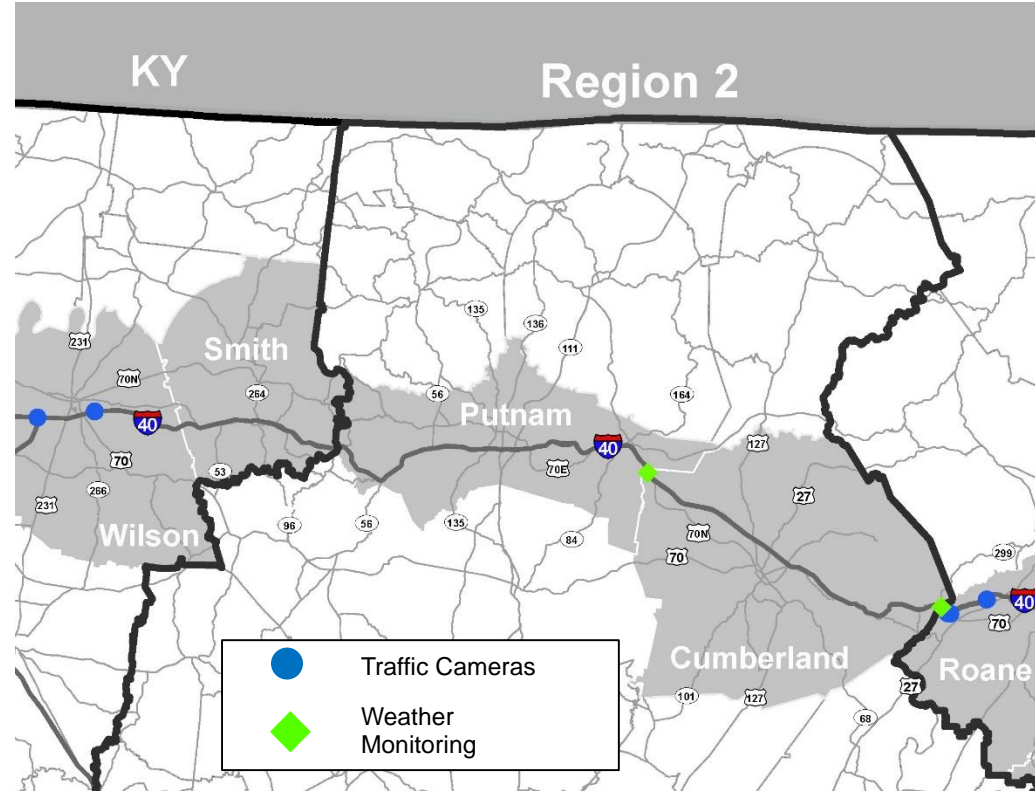 KY
Region 2
135
136
231
111
Smith
70N
264
56
164
Putnam
40
40
127
70
53
70E
27
231
266
96
56
135
84
70N
Wilson
70
299
40
70
Traffic Cameras
Cumberland
Roane
101
127
27
68
Weather
Monitoring